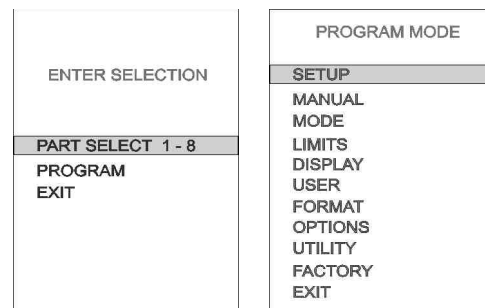 ENTER SELECTION
PART SELECT 1 - 8
PROGRAM
EXIT
PROGRAM MODE
SETUP
MANUAL
MODE
LIMITS
DISPLAY
USER
FORMAT
OPTIONS
UTILITY
FACTORY
EXIT